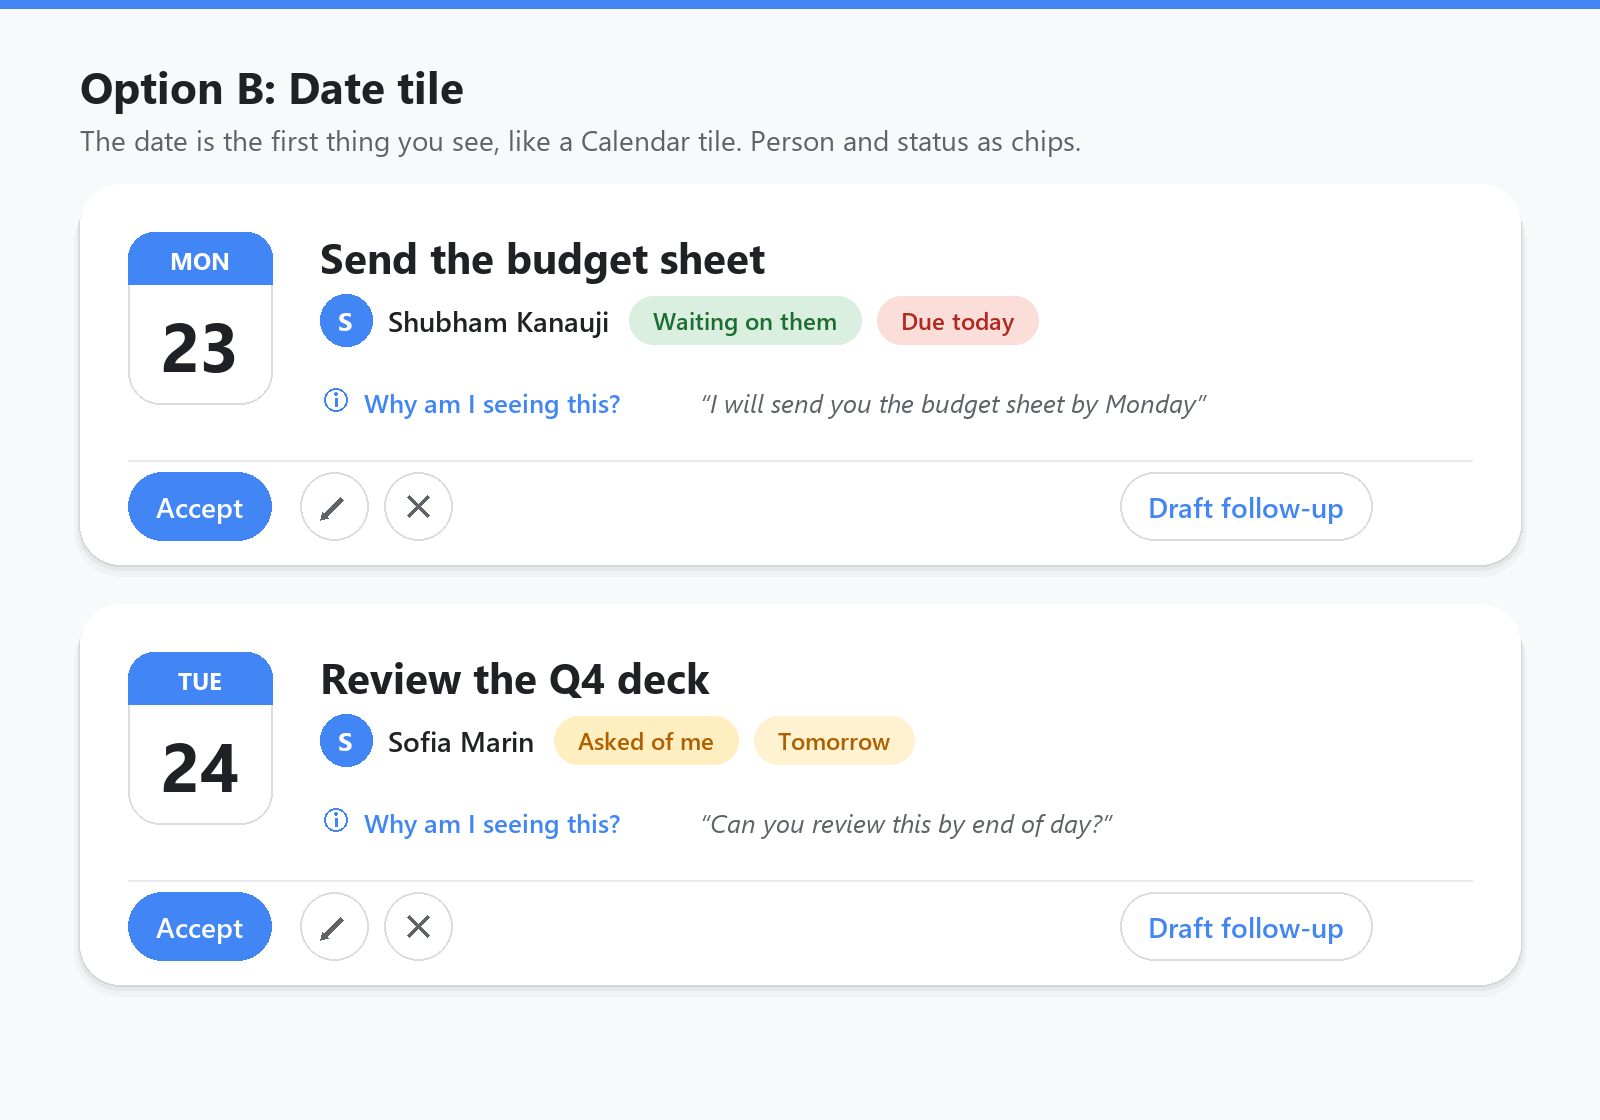 Option B: Date tile
The date is the first thing you see, like a Calendar tile. Person and status as chips.
MON
23
Send the budget sheet
S Shubham Kanauji Waiting on them Due today
Why am I seeing this? “I will send you the budget sheet by Monday”
Accept Draft follow-up
TUE
24
Review the Q4 deck
S Sofia Marin Asked of me Tomorrow
Why am I seeing this? “Can you review this by end of day?”
Accept Draft follow-up